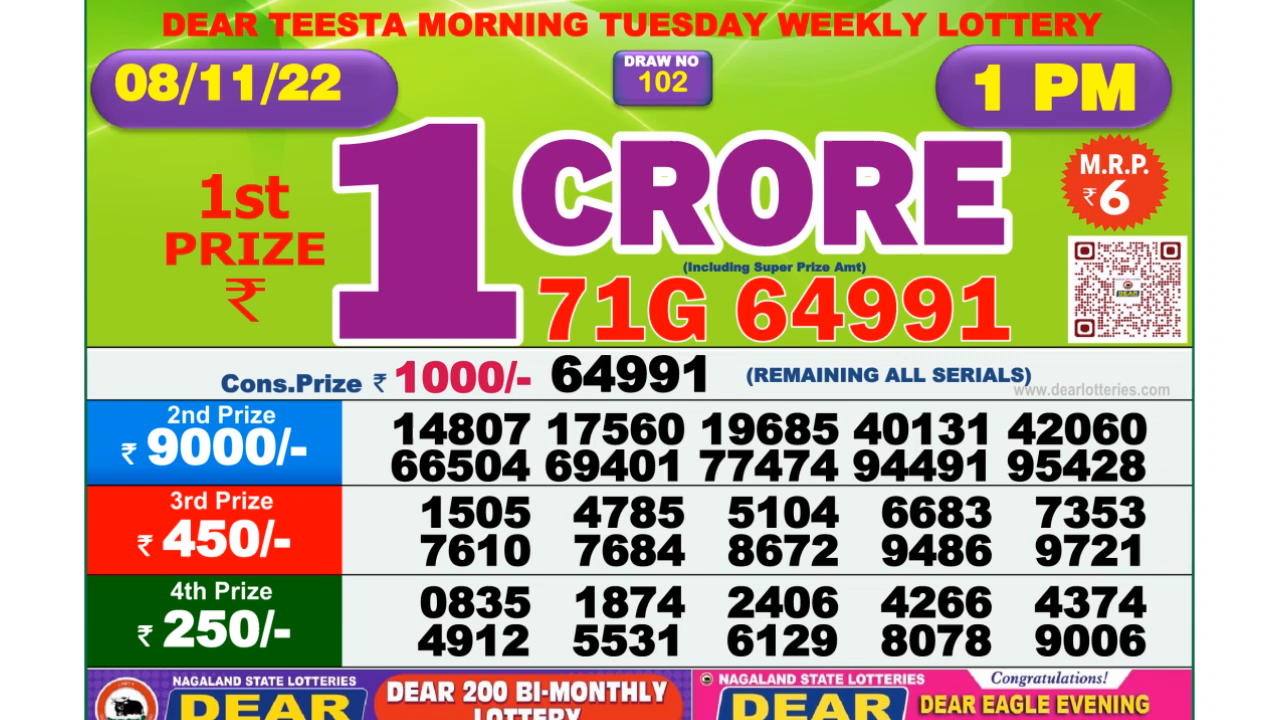 DEAR TEESTA MORNING TUESDAY WEEKLY LOTTERY
08/11/22
DRAW NO
102
1 PM
1st
PRIZE
₹
1 CRORE
M.R.P.
₹6
(Including Super Prize Amt)
71G 64991
DEAR
Cons.Prize ₹ 1000/- 64991 (REMAINING ALL SERIALS)
www.dearlotteries.com
2nd Prize
₹ 9000/-
14807 17560 19685 40131 42060
66504 69401 77474 94491 95428
3rd Prize
₹ 450/-
1505 4785 5104 6683 7353
7610 7684 8672 9486 9721
4th Prize
₹ 250/-
0835 1874 2406 4266 4374
4912 5531 6129 8078 9006
NAGALAND STATE LOTTERIES
DEAR
DEAR 200 BI-MONTHLY
LOTTERY
NAGALAND STATE LOTTERIES
DEAR
Congratulations!
DEAR EAGLE EVENING